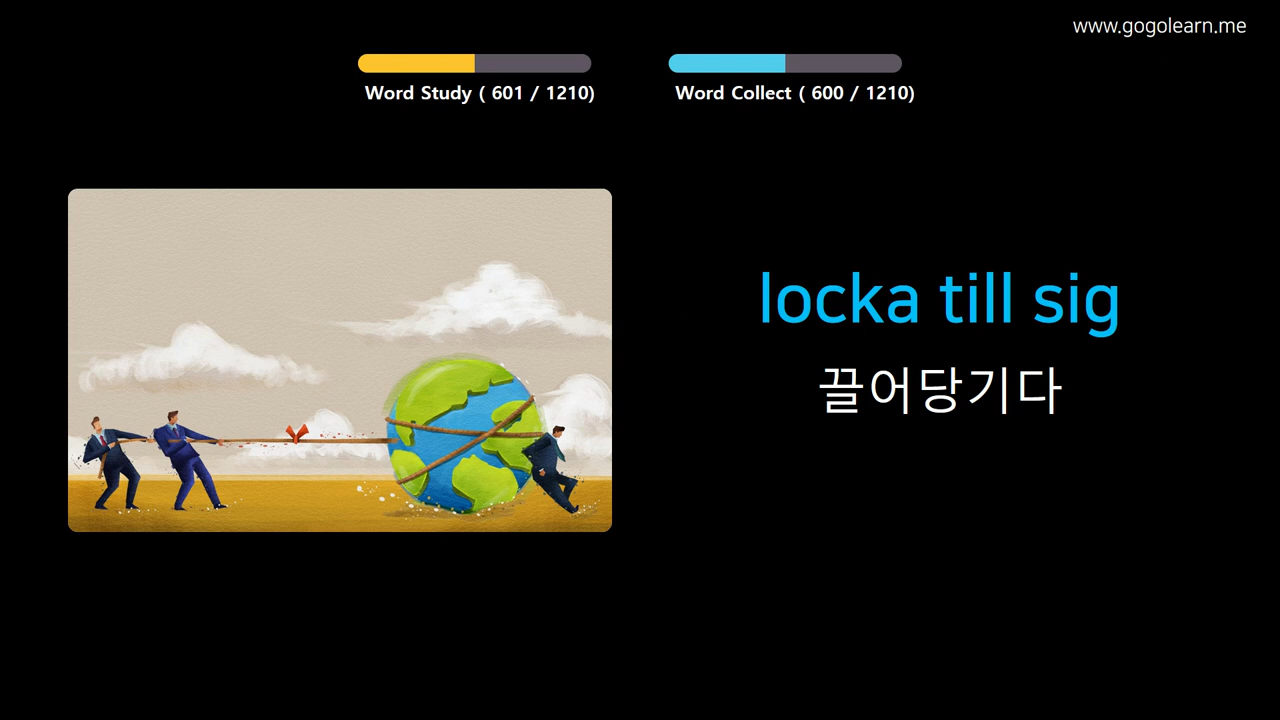 www.gogolearn.me
Word Study ( 601 / 1210)
Word Collect ( 600 / 1210)
locka till sig
끌어당기다